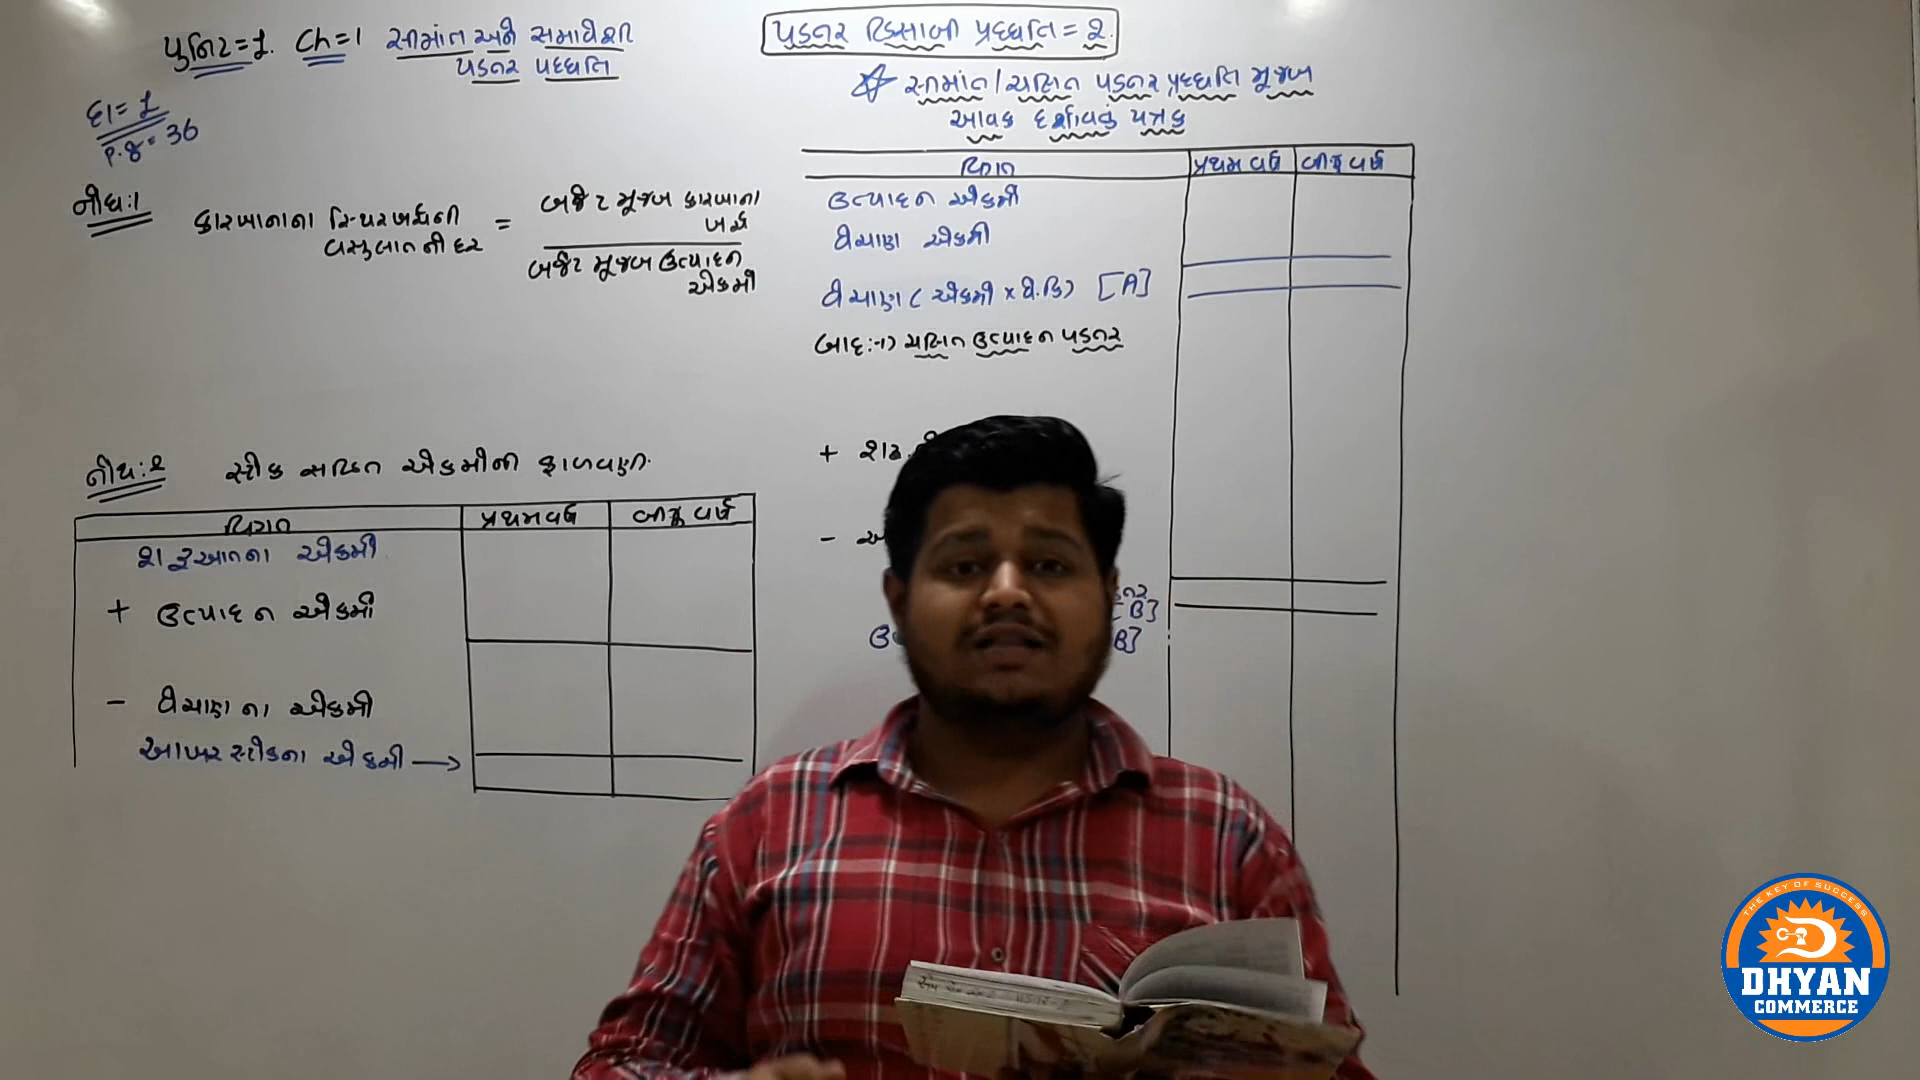 યુનિટ=1. Ch=1 સીમાંત અને સમાવેશી
પડતર પદ્ધતિ
દા=1
P.g=36
પડતર હિસાબી પદ્ધતિ=2.
સીમાંત/ચલિત પડતર પદ્ધતિ મુજબ
આવક દર્શાવતું પત્રક
નોંધ:1
કારખાનાના સ્થિર ખર્ચની
વસુલાતની દર
=
બજેટ મુજબ કારખાના
ખર્ચ
બજેટ મુજબ ઉત્પાદન
એકમો
નોંધ:2 સ્ટોક સહિત એકમોની ફાળવણી.
વિગત પ્રથમ વર્ષ બીજુ વર્ષ
શરૂઆતના એકમો
+ ઉત્પાદન એકમો
- વેચાણના એકમો
આખર સ્ટોકના એકમો →
વિગત પ્રથમ વર્ષ બીજુ વર્ષ
ઉત્પાદન એકમો
વેચાણ એકમો
વેચાણ (એકમો × વે.કિ) [A]
બાદ:-1) ચલિત ઉત્પાદન પડતર
+ શરૂ.
-
B]
B]
THE KEY OF SUCCESS
DHYAN
COMMERCE